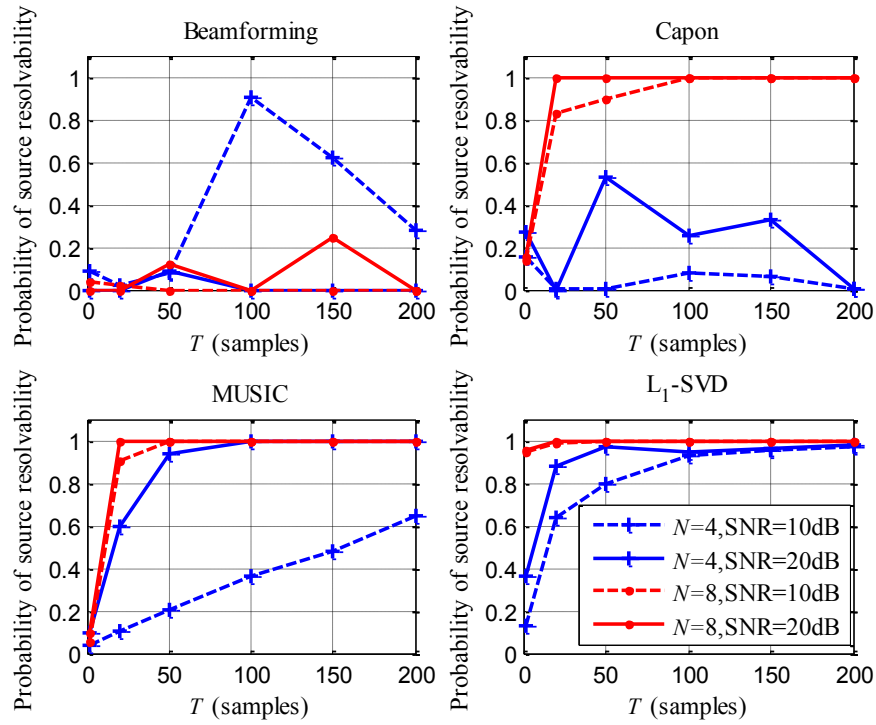 Beamforming
Probability of source resolvability
1
0.8
0.6
0.4
0.2
0
0 50 100 150 200
T (samples)
Capon
Probability of source resolvability
1
0.8
0.6
0.4
0.2
0
0 50 100 150 200
T (samples)
MUSIC
Probability of source resolvability
1
0.8
0.6
0.4
0.2
0
0 50 100 150 200
T (samples)
L1-SVD
Probability of source resolvability
1
0.8
0.6
0.4
0.2
0
0 50 100 150 200
T (samples)
N=4,SNR=10dB
N=4,SNR=20dB
N=8,SNR=10dB
N=8,SNR=20dB